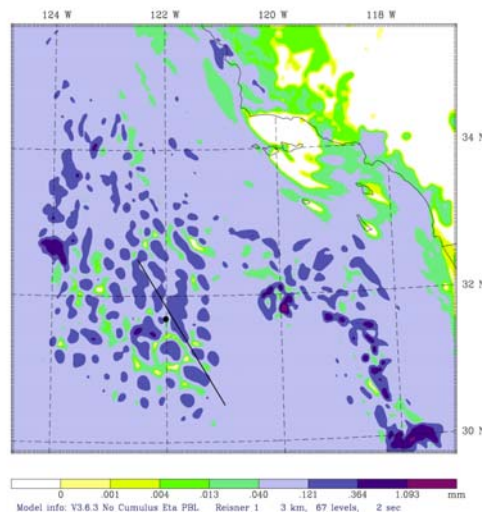 124 W 122 W 120 W 118 W
34 N
32 N
30 N
0 .001 .004 .013 .040 .121 .364 1.093 mm
Model info: V3.6.3 No Cumulus Eta PBL Reisner 1 3 km, 67 levels, 2 sec